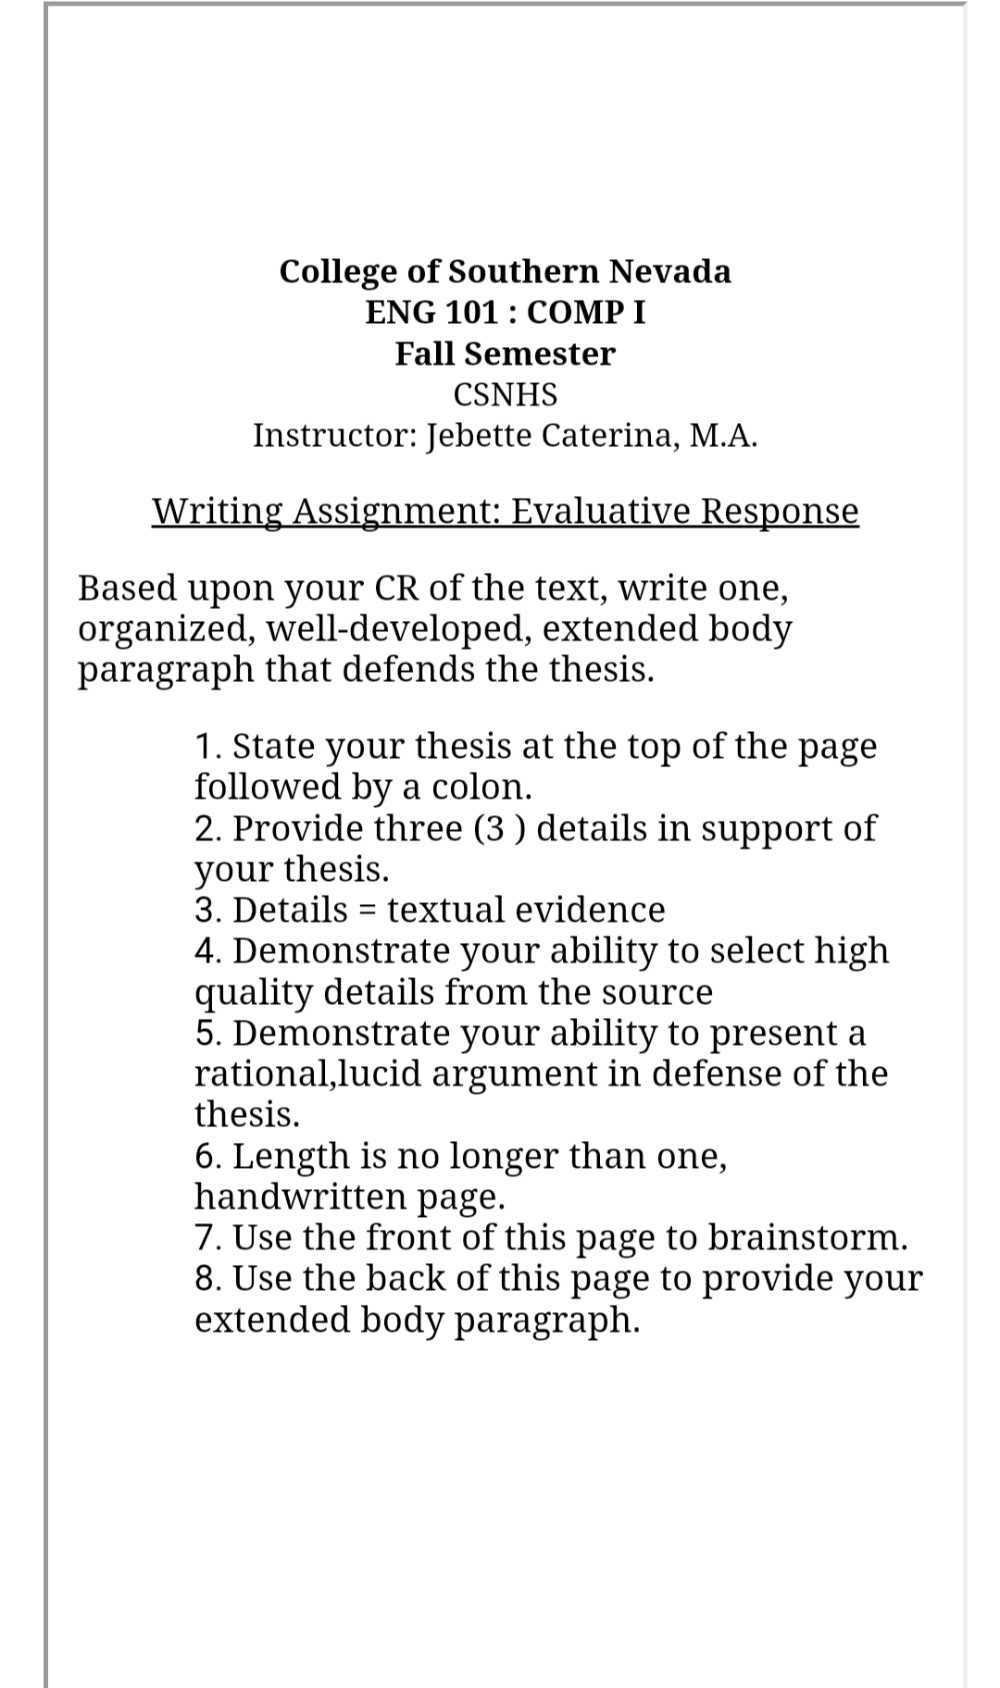 College of Southern Nevada
ENG 101 : COMP I
Fall Semester
CSNHS
Instructor: Jebette Caterina, M.A.
Writing Assignment: Evaluative Response
Based upon your CR of the text, write one,
organized, well-developed, extended body
paragraph that defends the thesis.
1. State your thesis at the top of the page
followed by a colon.
2. Provide three (3 ) details in support of
your thesis.
3. Details = textual evidence
4. Demonstrate your ability to select high
quality details from the source
5. Demonstrate your ability to present a
rational,lucid argument in defense of the
thesis.
6. Length is no longer than one,
handwritten page.
7. Use the front of this page to brainstorm.
8. Use the back of this page to provide your
extended body paragraph.